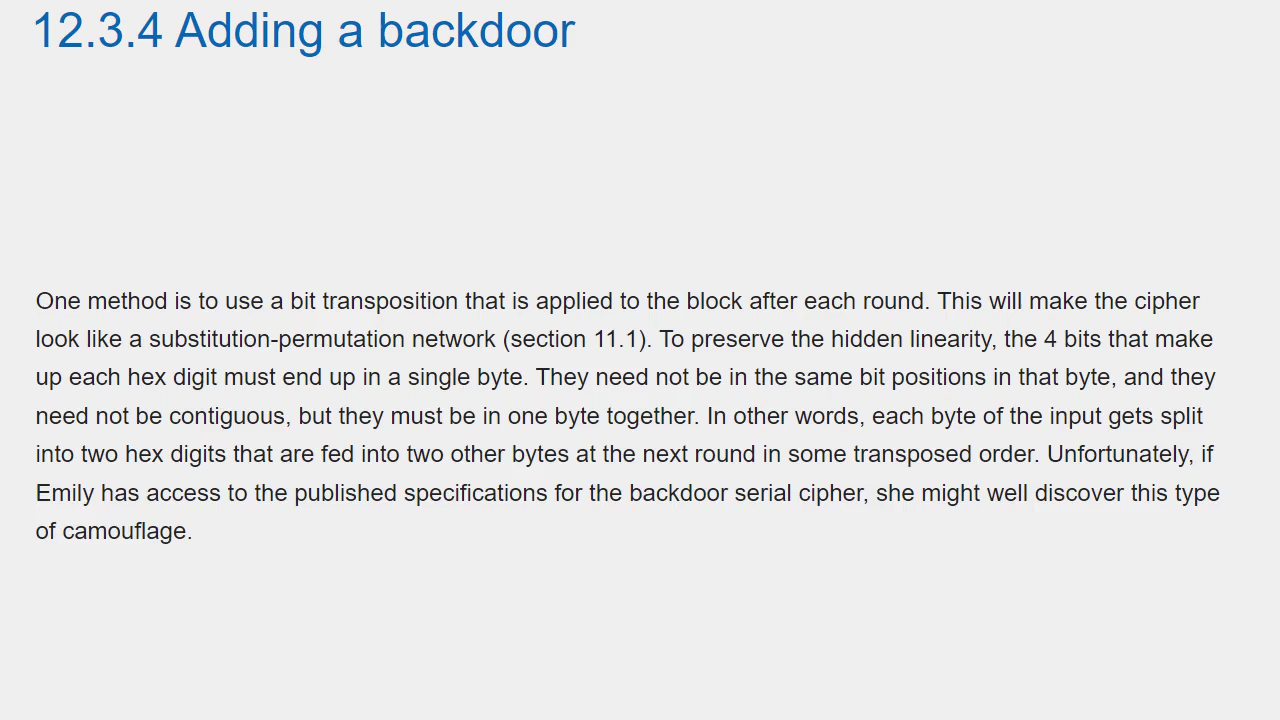 12.3.4 Adding a backdoor
One method is to use a bit transposition that is applied to the block after each round. This will make the cipher
look like a substitution-permutation network (section 11.1). To preserve the hidden linearity, the 4 bits that make
up each hex digit must end up in a single byte. They need not be in the same bit positions in that byte, and they
need not be contiguous, but they must be in one byte together. In other words, each byte of the input gets split
into two hex digits that are fed into two other bytes at the next round in some transposed order. Unfortunately, if
Emily has access to the published specifications for the backdoor serial cipher, she might well discover this type
of camouflage.